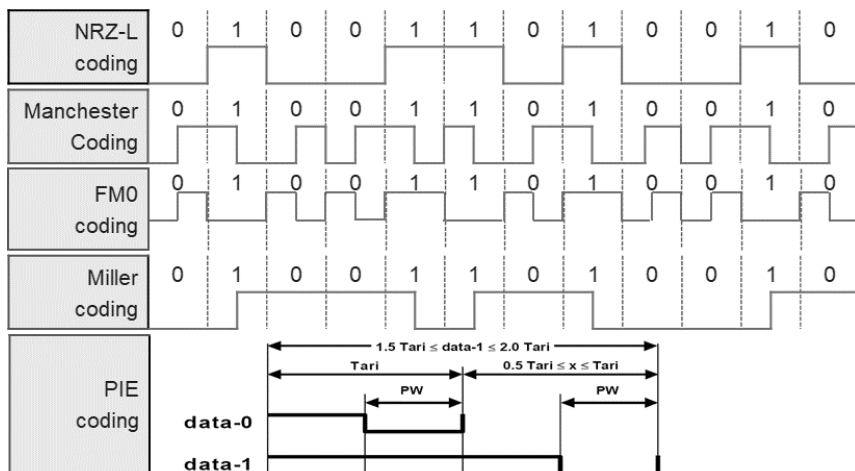 NRZ-L coding
0 1 0 0 1 1 0 1 0 0 1 0
Manchester Coding
0 1 0 0 1 1 0 1 0 0 1 0
FM0 coding
0 1 0 0 1 1 0 1 0 0 1 0
Miller coding
0 1 0 0 1 1 0 1 0 0 1 0
PIE coding
1.5 Tari ≤ data-1 ≤ 2.0 Tari
Tari
0.5 Tari ≤ x ≤ Tari
PW
PW
data-0
data-1